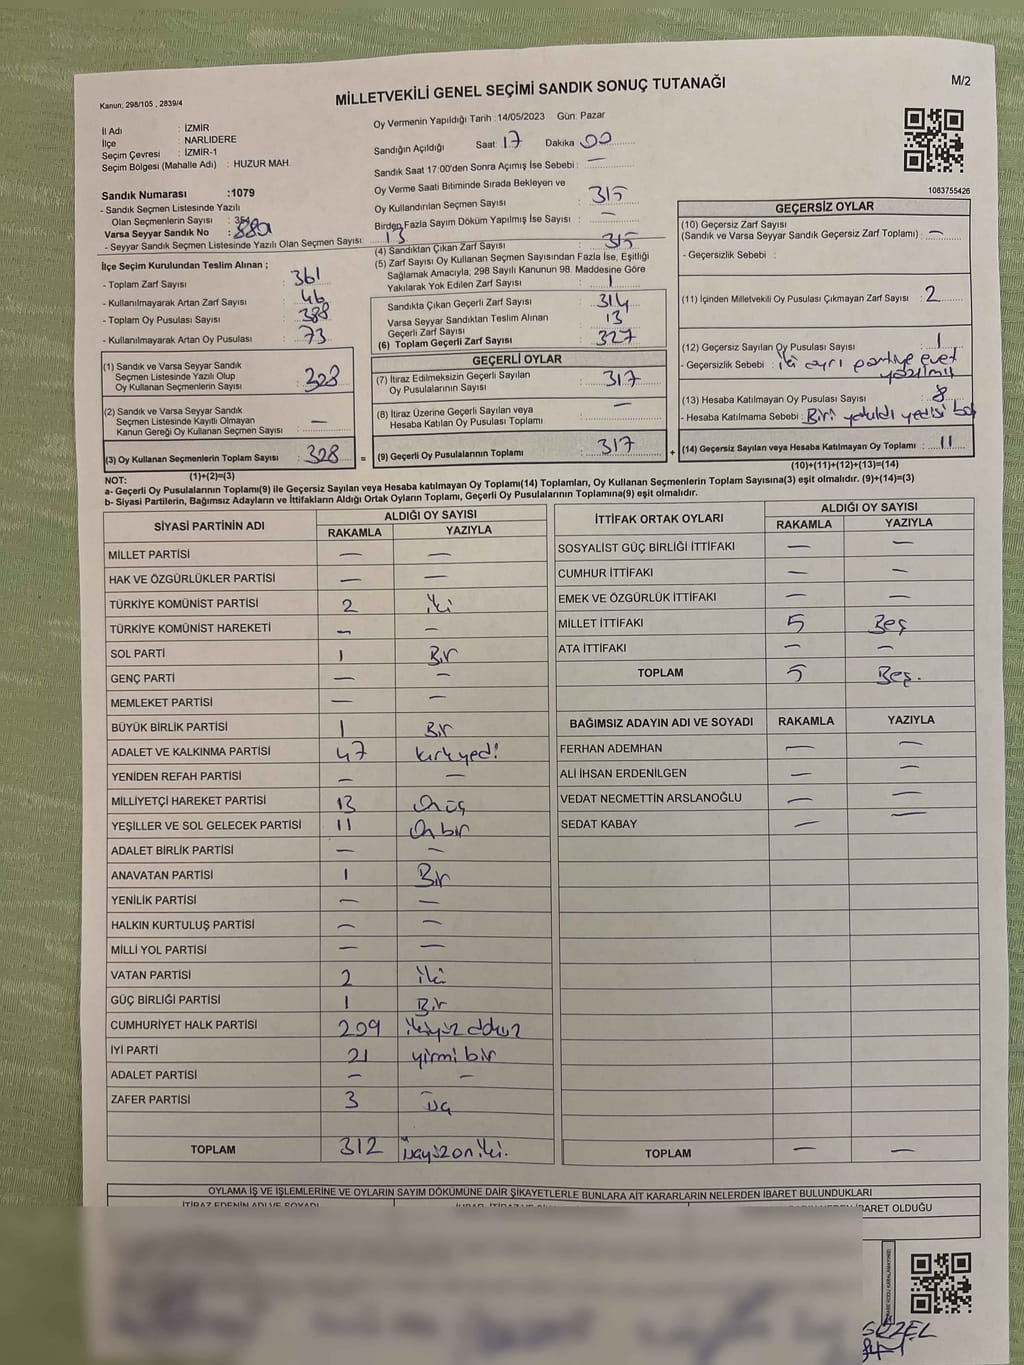 Kanun; 298/105 , 2839/4
MİLLETVEKİLİ GENEL SEÇİMİ SANDIK SONUÇ TUTANAĞI
M/2
İl Adı : İZMİR
İlçe : NARLIDERE
Seçim Çevresi : İZMİR-1
Seçim Bölgesi (Mahalle Adı) : HUZUR MAH.
Sandık Numarası :1079
- Sandık Seçmen Listesinde Yazılı
Olan Seçmenlerin Sayısı : 354
Varsa Seyyar Sandık No
- Seyyar Sandık Seçmen Listesinde Yazılı Olan Seçmen Sayısı: 13
Oy Vermenin Yapıldığı Tarih :14/05/2023 Gün: Pazar
Sandığın Açıldığı Saat 17 Dakika 00
Sandık Saat 17:00'den Sonra Açımış İse Sebebi : —
Oy Verme Saati Bitiminde Sırada Bekleyen ve
Oy Kullandırılan Seçmen Sayısı : 315
Birden Fazla Sayım Döküm Yapılmış İse Sayısı : —
(4) Sandıktan Çıkan Zarf Sayısı : 315
(5) Zarf Sayısı Oy Kullanan Seçmen Sayısından Fazla İse, Eşitliği
Sağlamak Amacıyla; 298 Sayılı Kanunun 98. Maddesine Göre
Yakılarak Yok Edilen Zarf Sayısı : 1
1083755426
İlçe Seçim Kurulundan Teslim Alınan ;
- Toplam Zarf Sayısı : 361
- Kullanılmayarak Artan Zarf Sayısı : 46
- Toplam Oy Pusulası Sayısı : 388
- Kullanılmayarak Artan Oy Pusulası : 73
Sandıkta Çıkan Geçerli Zarf Sayısı : 314
Varsa Seyyar Sandıktan Teslim Alınan
Geçerli Zarf Sayısı : 13
(6) Toplam Geçerli Zarf Sayısı : 327
GEÇERSİZ OYLAR
(10) Geçersiz Zarf Sayısı
(Sandık ve Varsa Seyyar Sandık Geçersiz Zarf Toplamı) : —
- Geçersizlik Sebebi :
(11) İçinden Milletvekili Oy Pusulası Çıkmayan Zarf Sayısı : 2
(12) Geçersiz Sayılan Oy Pusulası Sayısı : 1
- Geçersizlik Sebebi : İki ayrı partiye evet
yazılmış
(13) Hesaba Katılmayan Oy Pusulası Sayısı : 8
- Hesaba Katılmama Sebebi : Biri yırtıldı yedisi boş
(14) Geçersiz Sayılan veya Hesaba Katılmayan Oy Toplamı : 11
(10)+(11)+(12)+(13)=(14)
(1) Sandık ve Varsa Seyyar Sandık
Seçmen Listesinde Yazılı Olup
Oy Kullanan Seçmenlerin Sayısı : 328
(2) Sandık ve Varsa Seyyar Sandık
Seçmen Listesinde Kayıtlı Olmayan
Kanun Gereği Oy Kullanan Seçmen Sayısı : —
(3) Oy Kullanan Seçmenlerin Toplam Sayısı : 328 =
GEÇERLİ OYLAR
(7) İtiraz Edilmeksizin Geçerli Sayılan
Oy Pusulalarının Sayısı : 317
(8) İtiraz Üzerine Geçerli Sayılan veya
Hesaba Katılan Oy Pusulası Toplamı : —
(9) Geçerli Oy Pusulalarının Toplamı : 317 +
NOT: (1)+(2)=(3)
a- Geçerli Oy Pusulalarının Toplamı(9) ile Geçersiz Sayılan veya Hesaba katılmayan Oy Toplamı(14) Toplamları, Oy Kullanan Seçmenlerin Toplam Sayısına(3) eşit olmalıdır. (9)+(14)=(3)
b- Siyasi Partilerin, Bağımsız Adayların ve İttifakların Aldığı Ortak Oyların Toplamı, Geçerli Oy Pusulalarının Toplamına(9) eşit olmalıdır.
SİYASİ PARTİNİN ADI ALDIĞI OY SAYISI
RAKAMLA YAZIYLA
MİLLET PARTİSİ — —
HAK VE ÖZGÜRLÜKLER PARTİSİ — —
TÜRKİYE KOMÜNİST PARTİSİ 2 iki
TÜRKİYE KOMÜNİST HAREKETİ — —
SOL PARTİ 1 Bir
GENÇ PARTİ — —
MEMLEKET PARTİSİ — —
BÜYÜK BİRLİK PARTİSİ 1 Bir
ADALET VE KALKINMA PARTİSİ 47 kırkyedi
YENİDEN REFAH PARTİSİ — —
MİLLİYETÇİ HAREKET PARTİSİ 13 Onüç
YEŞİLLER VE SOL GELECEK PARTİSİ 11 On bir
ADALET BİRLİK PARTİSİ — —
ANAVATAN PARTİSİ 1 Bir
YENİLİK PARTİSİ — —
HALKIN KURTULUŞ PARTİSİ — —
MİLLİ YOL PARTİSİ — —
VATAN PARTİSİ 2 iki
GÜÇ BİRLİĞİ PARTİSİ 1 Bir
CUMHURİYET HALK PARTİSİ 209 ikiyüz dokuz
İYİ PARTİ 21 yirmi bir
ADALET PARTİSİ — —
ZAFER PARTİSİ 3 üç
TOPLAM 312 üçyüz on iki.
İTTİFAK ORTAK OYLARI ALDIĞI OY SAYISI
RAKAMLA YAZIYLA
SOSYALİST GÜÇ BİRLİĞİ İTTİFAKI — —
CUMHUR İTTİFAKI — —
EMEK VE ÖZGÜRLÜK İTTİFAKI — —
MİLLET İTTİFAKI 5 Beş
ATA İTTİFAKI — —
TOPLAM 5 Beş.
BAĞIMSIZ ADAYIN ADI VE SOYADI RAKAMLA YAZIYLA
FERHAN ADEMHAN — —
ALİ İHSAN ERDENİLGEN — —
VEDAT NECMETTİN ARSLANOĞLU — —
SEDAT KABAY — —
TOPLAM — —
OYLAMA İŞ VE İŞLEMLERİNE VE OYLARIN SAYIM DÖKÜMÜNE DAİR ŞİKAYETLERLE BUNLARA AİT KARARLARIN NELERDEN İBARET BULUNDUKLARI
İTİRAZ EDENİN ADI VE SOYADI
İBARET OLDUĞU